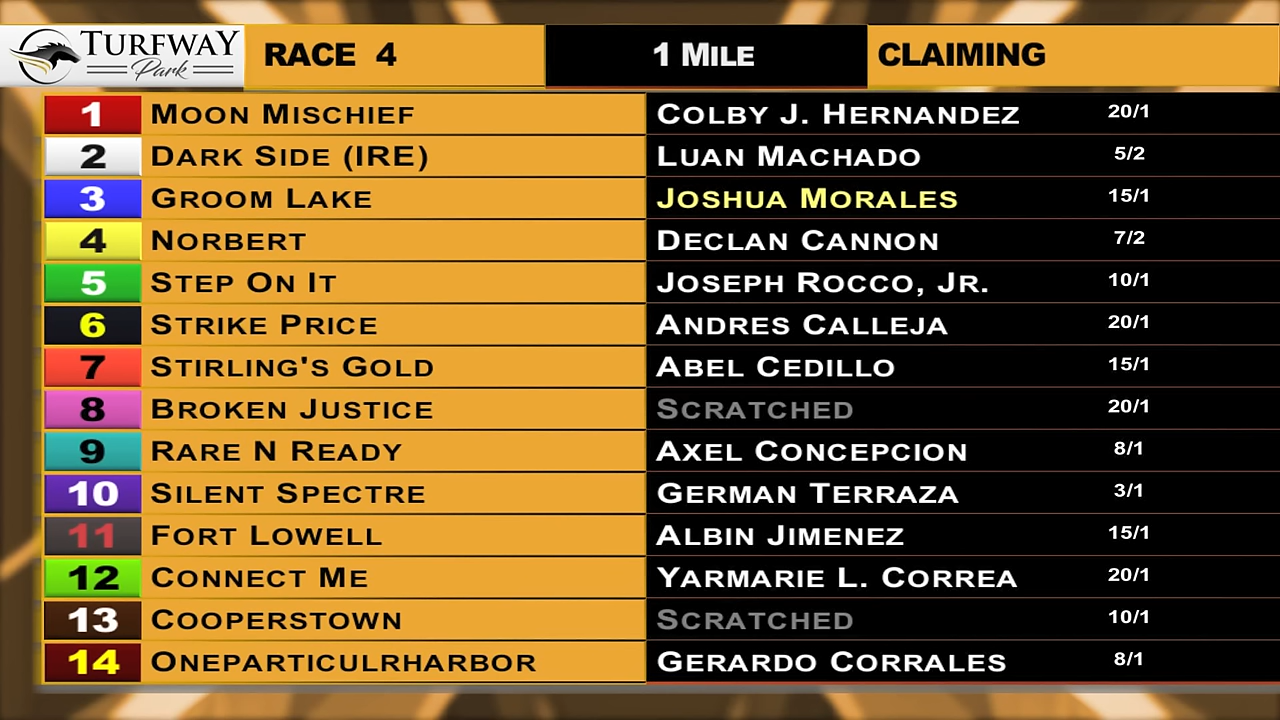 TURFWAY Park RACE 4 1 MILE CLAIMING
1 MOON MISCHIEF COLBY J. HERNANDEZ 20/1
2 DARK SIDE (IRE) LUAN MACHADO 5/2
3 GROOM LAKE JOSHUA MORALES 15/1
4 NORBERT DECLAN CANNON 7/2
5 STEP ON IT JOSEPH ROCCO, JR. 10/1
6 STRIKE PRICE ANDRES CALLEJA 20/1
7 STIRLING'S GOLD ABEL CEDILLO 15/1
8 BROKEN JUSTICE SCRATCHED 20/1
9 RARE N READY AXEL CONCEPCION 8/1
10 SILENT SPECTRE GERMAN TERRAZA 3/1
11 FORT LOWELL ALBIN JIMENEZ 15/1
12 CONNECT ME YARMARIE L. CORREA 20/1
13 COOPERSTOWN SCRATCHED 10/1
14 ONEPARTICULRHARBOR GERARDO CORRALES 8/1